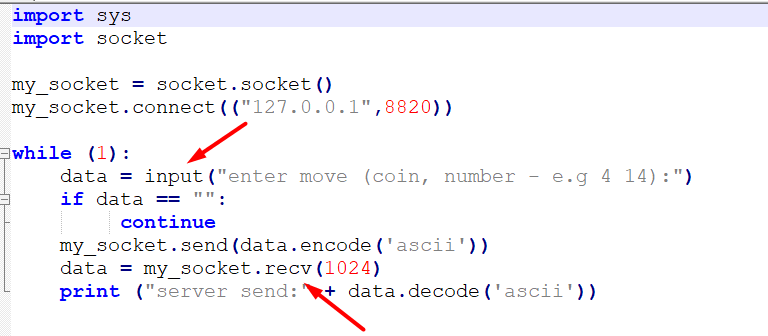 import sys
import socket
my_socket = socket.socket()
my_socket.connect(("127.0.0.1",8820))
while (1):
data = input("enter move (coin, number - e.g 4 14):")
if data == "":
continue
my_socket.send(data.encode('ascii'))
data = my_socket.recv(1024)
print ("server send:" + data.decode('ascii'))